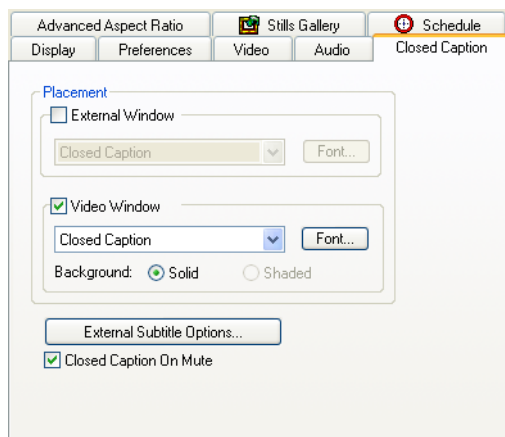 Advanced Aspect Ratio Stills Gallery Schedule
Display Preferences Video Audio Closed Caption
Placement
External Window
Closed Caption Font...
Video Window
Closed Caption Font...
Background: Solid Shaded
External Subtitle Options...
Closed Caption On Mute